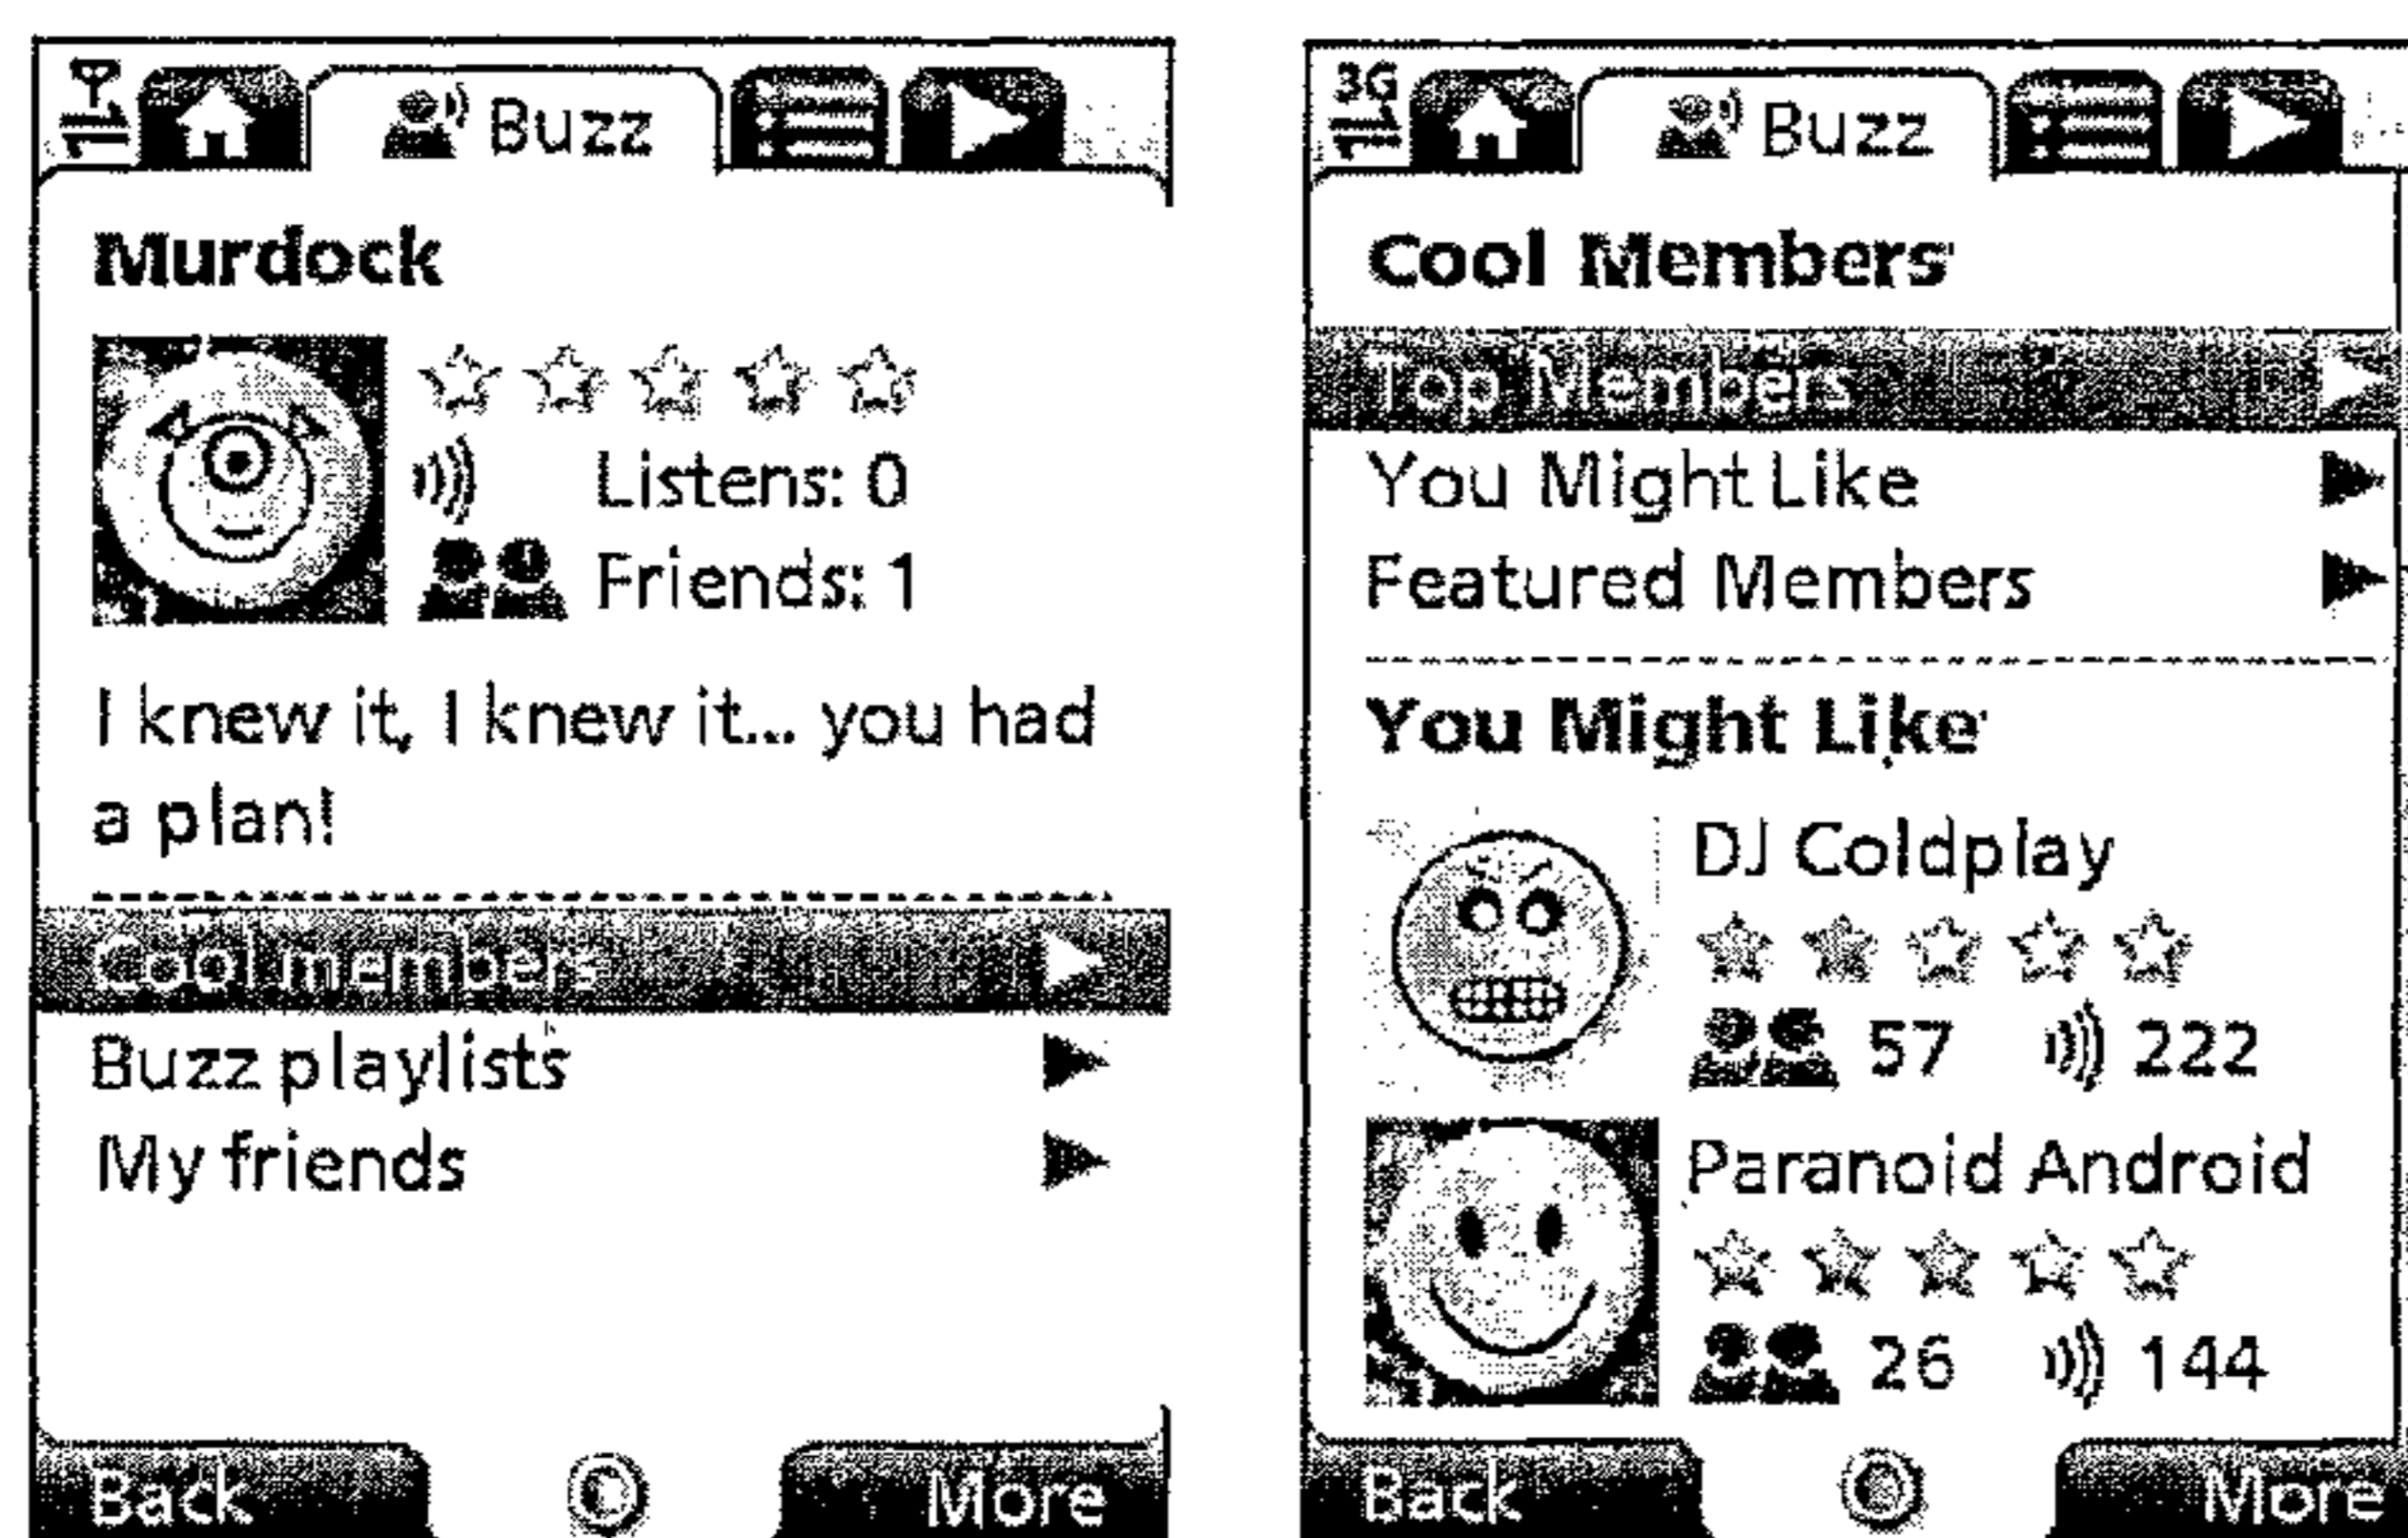 Buzz
Murdock
Listens: 0
Friends: 1
I knew it, I knew it... you had
a plan!
Cool members
Buzz playlists
My friends
Back More
3G
Buzz
Cool Members
Top Members
You Might Like
Featured Members
You Might Like
DJ Coldplay
57 222
Paranoid Android
26 144
Back More